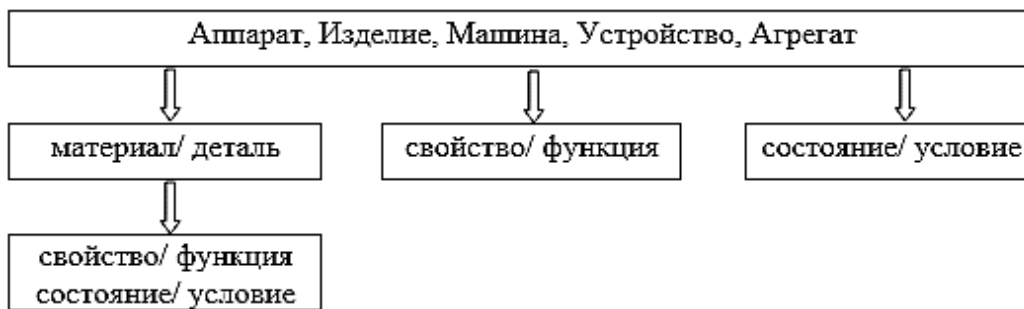 Аппарат, Изделие, Машина, Устройство, Агрегат
материал/ деталь
свойство/ функция
состояние/ условие
свойство/ функция
состояние/ условие